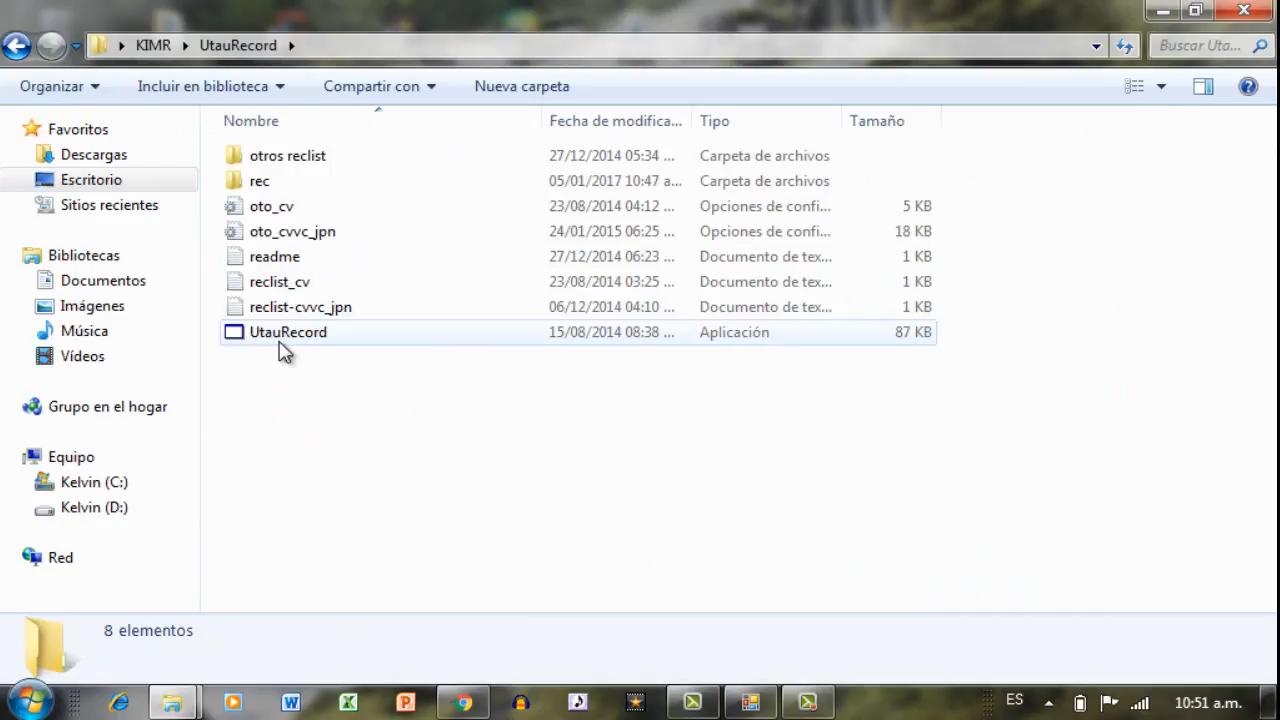 KIMR UtauRecord Buscar Uta...
Organizar Incluir en biblioteca Compartir con Nueva carpeta
Favoritos
Descargas
Escritorio
Sitios recientes
Bibliotecas
Documentos
Imágenes
Música
Vídeos
Grupo en el hogar
Equipo
Kelvin (C:)
Kelvin (D:)
Red
Nombre Fecha de modifica... Tipo Tamaño
otros reclist 27/12/2014 05:34 ... Carpeta de archivos
rec 05/01/2017 10:47 a... Carpeta de archivos
oto_cv 23/08/2014 04:12 ... Opciones de confi... 5 KB
oto_cvvc_jpn 24/01/2015 06:25 ... Opciones de confi... 18 KB
readme 27/12/2014 06:23 ... Documento de tex... 1 KB
reclist_cv 23/08/2014 03:25 ... Documento de tex... 1 KB
reclist-cvvc_jpn 06/12/2014 04:10 ... Documento de tex... 1 KB
UtauRecord 15/08/2014 08:38 ... Aplicación 87 KB
8 elementos
ES 10:51 a.m.